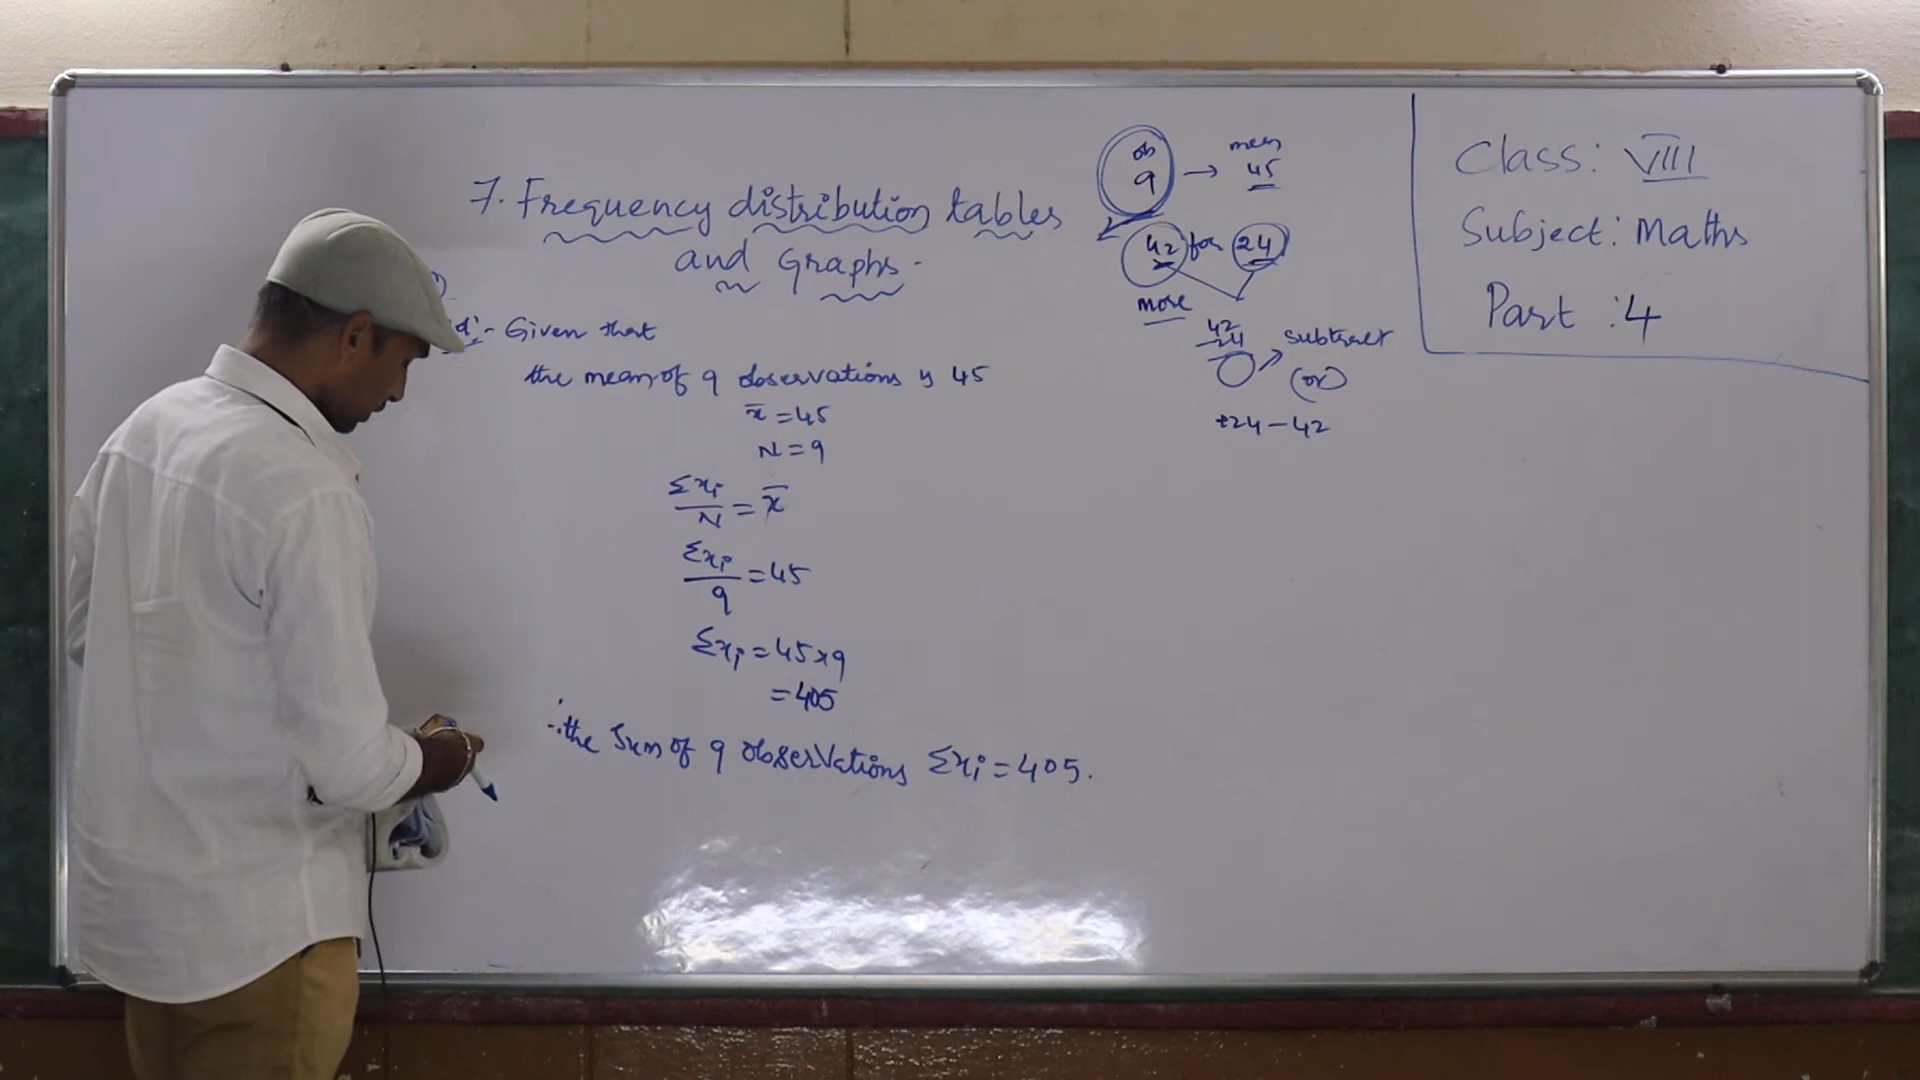 7. Frequency distribution tables
and Graphs.
Given that
the mean of 9 observations is 45
x̄ = 45
N = 9
Σxi/N = x̄
Σxi/9 = 45
Σxi = 45×9
= 405
∴ the sum of 9 observations Σxi = 405.
ob
9 → mean 45
42 for 24
more
42
24
subtract
(or)
+24 - 42
Class: VIII
Subject: Maths
Part : 4